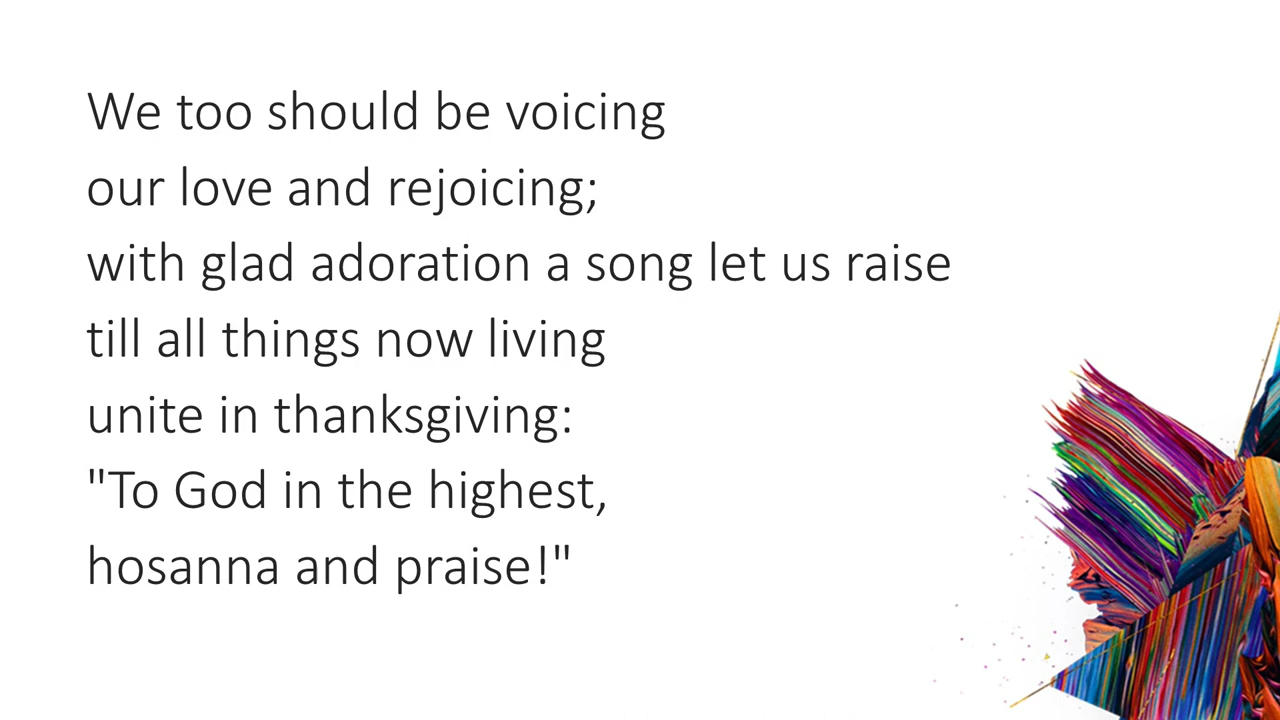 We too should be voicing
our love and rejoicing;
with glad adoration a song let us raise
till all things now living
unite in thanksgiving:
"To God in the highest,
hosanna and praise!"